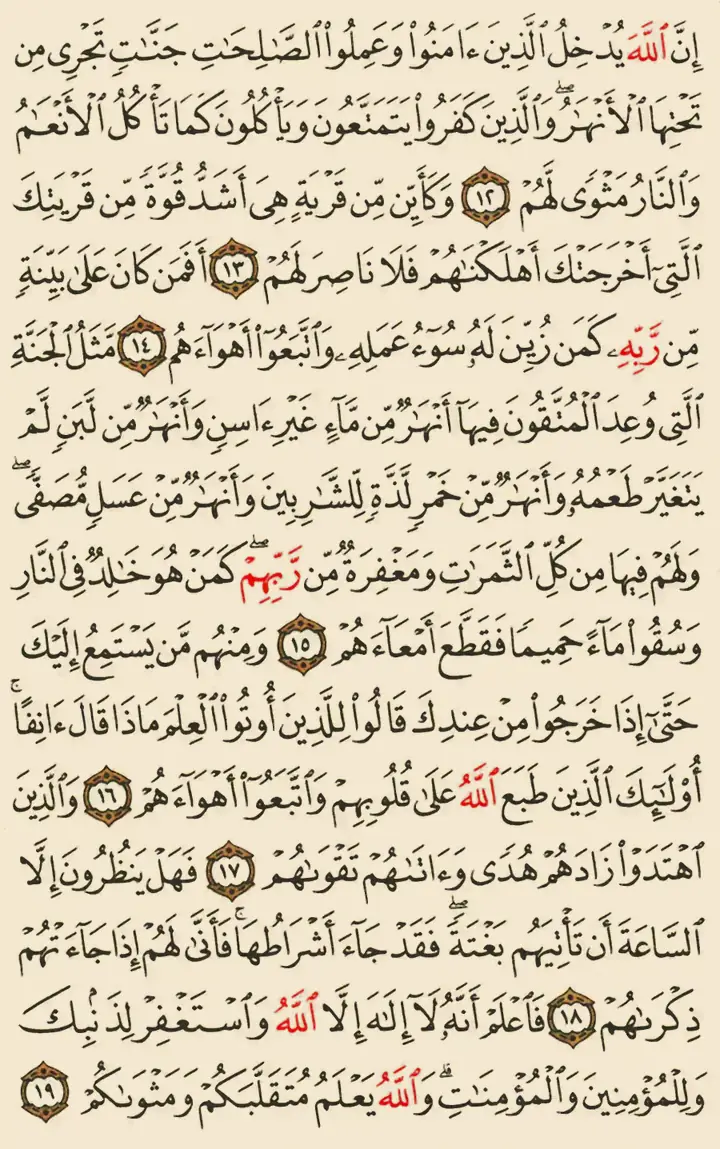 إِنَّ ٱللَّهَ يُدۡخِلُ ٱلَّذِينَ ءَامَنُواْ وَعَمِلُواْ ٱلصَّٰلِحَٰتِ جَنَّٰتٖ تَجۡرِي مِن
تَحۡتِهَا ٱلۡأَنۡهَٰرُۖ وَٱلَّذِينَ كَفَرُواْ يَتَمَتَّعُونَ وَيَأۡكُلُونَ كَمَا تَأۡكُلُ ٱلۡأَنۡعَٰمُ
وَٱلنَّارُ مَثۡوٗى لَّهُمۡ ١٢ وَكَأَيِّن مِّن قَرۡيَةٍ هِيَ أَشَدُّ قُوَّةٗ مِّن قَرۡيَتِكَ
ٱلَّتِيٓ أَخۡرَجَتۡكَ أَهۡلَكۡنَٰهُمۡ فَلَا نَاصِرَ لَهُمۡ ١٣ أَفَمَن كَانَ عَلَىٰ بَيِّنَةٖ
مِّن رَّبِّهِۦ كَمَن زُيِّنَ لَهُۥ سُوٓءُ عَمَلِهِۦ وَٱتَّبَعُوٓاْ أَهۡوَآءَهُم ١٤ مَّثَلُ ٱلۡجَنَّةِ
ٱلَّتِي وُعِدَ ٱلۡمُتَّقُونَۖ فِيهَآ أَنۡهَٰرٞ مِّن مَّآءٍ غَيۡرِ ءَاسِنٖ وَأَنۡهَٰرٞ مِّن لَّبَنٖ لَّمۡ
يَتَغَيَّرۡ طَعۡمُهُۥ وَأَنۡهَٰرٞ مِّنۡ خَمۡرٖ لَّذَّةٖ لِّلشَّٰرِبِينَ وَأَنۡهَٰرٞ مِّنۡ عَسَلٖ مُّصَفّٗىۖ
وَلَهُمۡ فِيهَا مِن كُلِّ ٱلثَّمَرَٰتِ وَمَغۡفِرَةٞ مِّن رَّبِّهِمۡۖ كَمَنۡ هُوَ خَٰلِدٞ فِي ٱلنَّارِ
وَسُقُواْ مَآءً حَمِيمٗا فَقَطَّعَ أَمۡعَآءَهُمۡ ١٥ وَمِنۡهُم مَّن يَسۡتَمِعُ إِلَيۡكَ
حَتَّىٰٓ إِذَا خَرَجُواْ مِنۡ عِندِكَ قَالُواْ لِلَّذِينَ أُوتُواْ ٱلۡعِلۡمَ مَاذَا قَالَ ءَانِفًاۚ
أُوْلَٰٓئِكَ ٱلَّذِينَ طَبَعَ ٱللَّهُ عَلَىٰ قُلُوبِهِمۡ وَٱتَّبَعُوٓاْ أَهۡوَآءَهُمۡ ١٦ وَٱلَّذِينَ
ٱهۡتَدَوۡاْ زَادَهُمۡ هُدٗى وَءَاتَىٰهُمۡ تَقۡوَىٰهُمۡ ١٧ فَهَلۡ يَنظُرُونَ إِلَّا
ٱلسَّاعَةَ أَن تَأۡتِيَهُم بَغۡتَةٗۖ فَقَدۡ جَآءَ أَشۡرَاطُهَاۚ فَأَنَّىٰ لَهُمۡ إِذَا جَآءَتۡهُمۡ
ذِكۡرَىٰهُمۡ ١٨ فَٱعۡلَمۡ أَنَّهُۥ لَآ إِلَٰهَ إِلَّا ٱللَّهُ وَٱسۡتَغۡفِرۡ لِذَنۢبِكَ
وَلِلۡمُؤۡمِنِينَ وَٱلۡمُؤۡمِنَٰتِۗ وَٱللَّهُ يَعۡلَمُ مُتَقَلَّبَكُمۡ وَمَثۡوَىٰكُمۡ ١٩